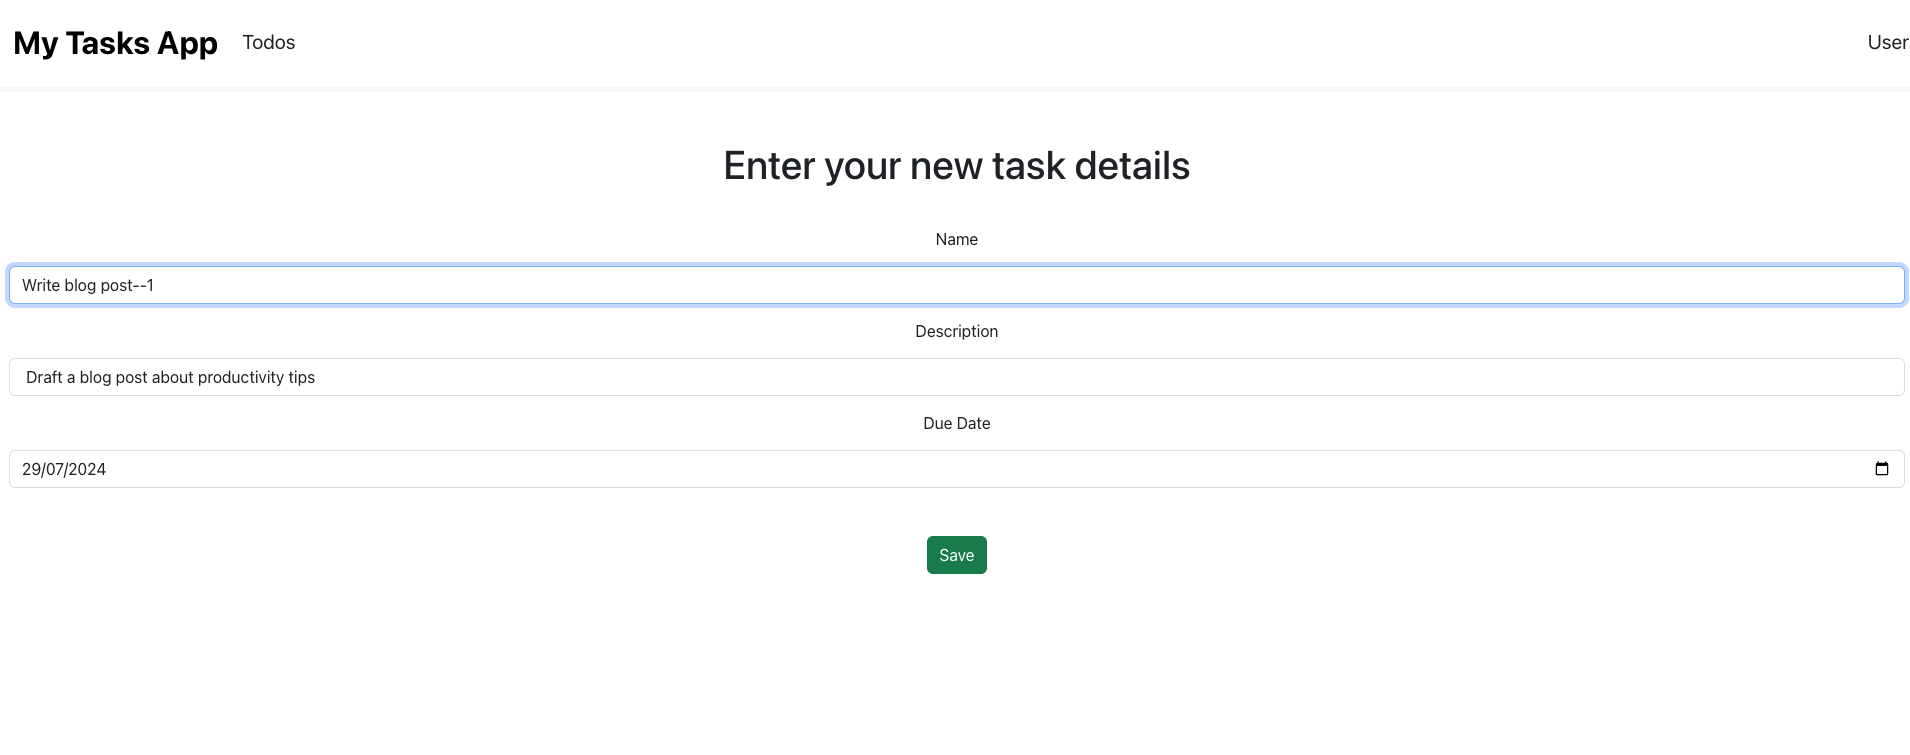 My Tasks App Todos User
Enter your new task details
Name
Write blog post--1
Description
Draft a blog post about productivity tips
Due Date
29/07/2024
Save